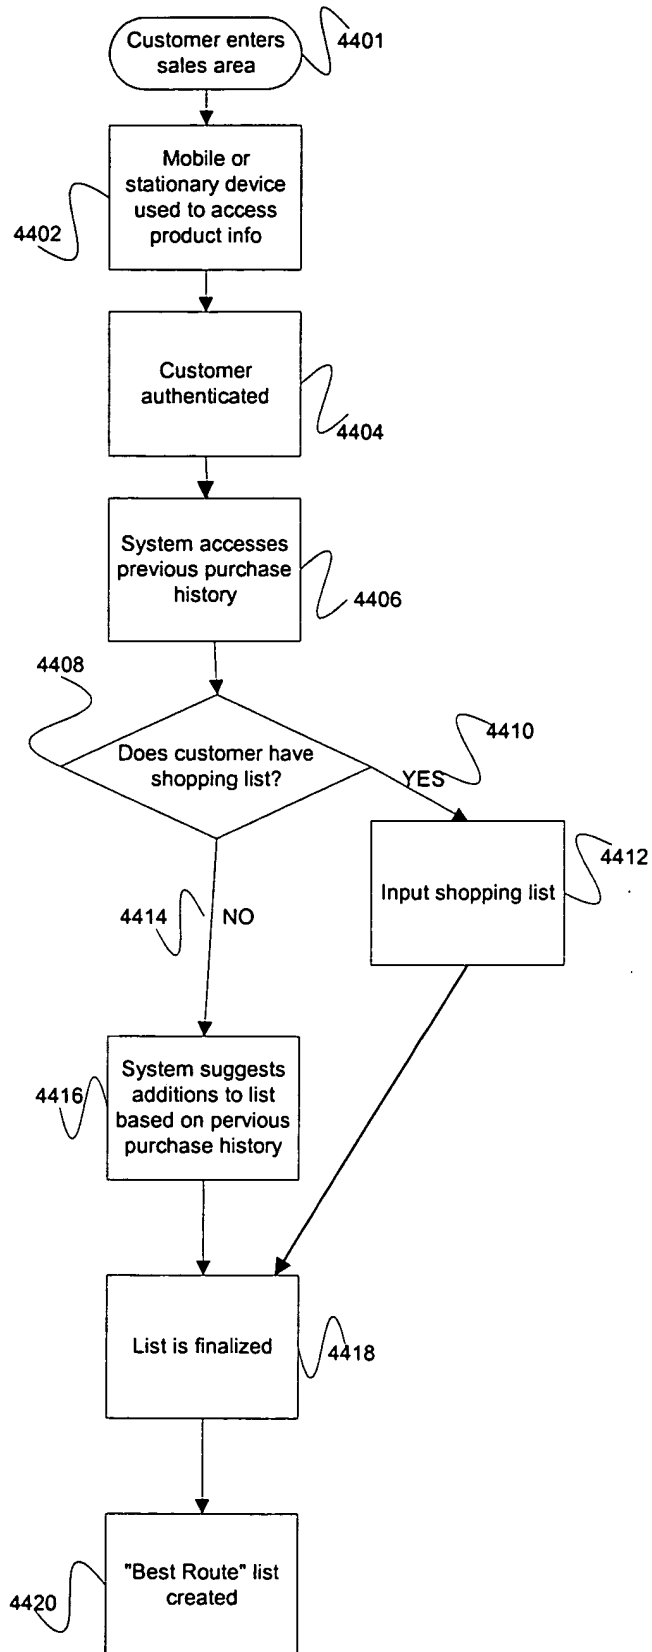 Customer enters
sales area
4401
Mobile or
stationary device
used to access
product info
4402
Customer
authenticated
4404
System accesses
previous purchase
history
4406
4408
Does customer have
shopping list?
4410
YES
Input shopping list
4412
4414
NO
System suggests
additions to list
based on pervious
purchase history
4416
List is finalized
4418
"Best Route" list
created
4420